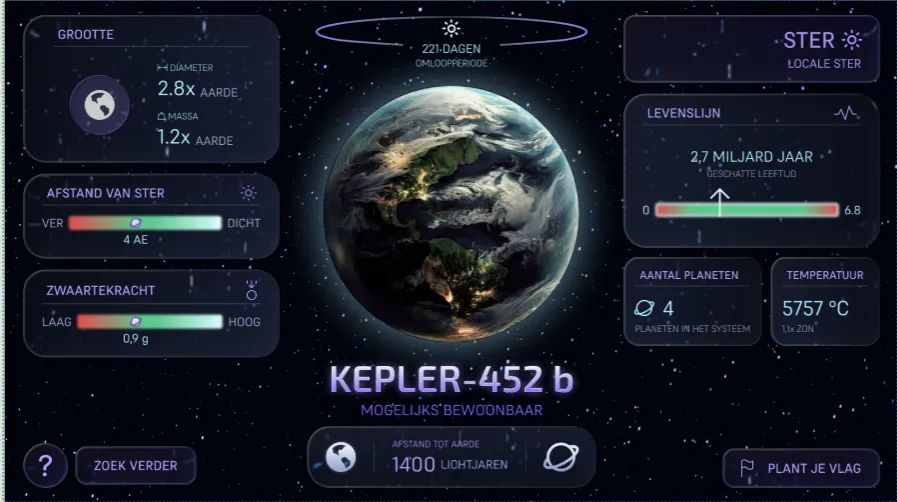 GROOTTE
DIAMETER
2.8x AARDE
MASSA
1.2x AARDE
AFSTAND VAN STER
VER DICHT
4 AE
ZWAARTEKRACHT
LAAG HOOG
0,9 g
? ZOEK VERDER
221 DAGEN
OMLOOPPERIODE
KEPLER-452 b
MOGELIJKS BEWOONBAAR
AFSTAND TOT AARDE
1400 LICHTJAREN
STER
LOCALE STER
LEVENSLIJN
2,7 MILJARD JAAR
GESCHATTE LEEFTIJD
0 6.8
AANTAL PLANETEN
4
PLANETEN IN HET SYSTEEM
TEMPERATUUR
5757 °C
1,1x ZON
PLANT JE VLAG